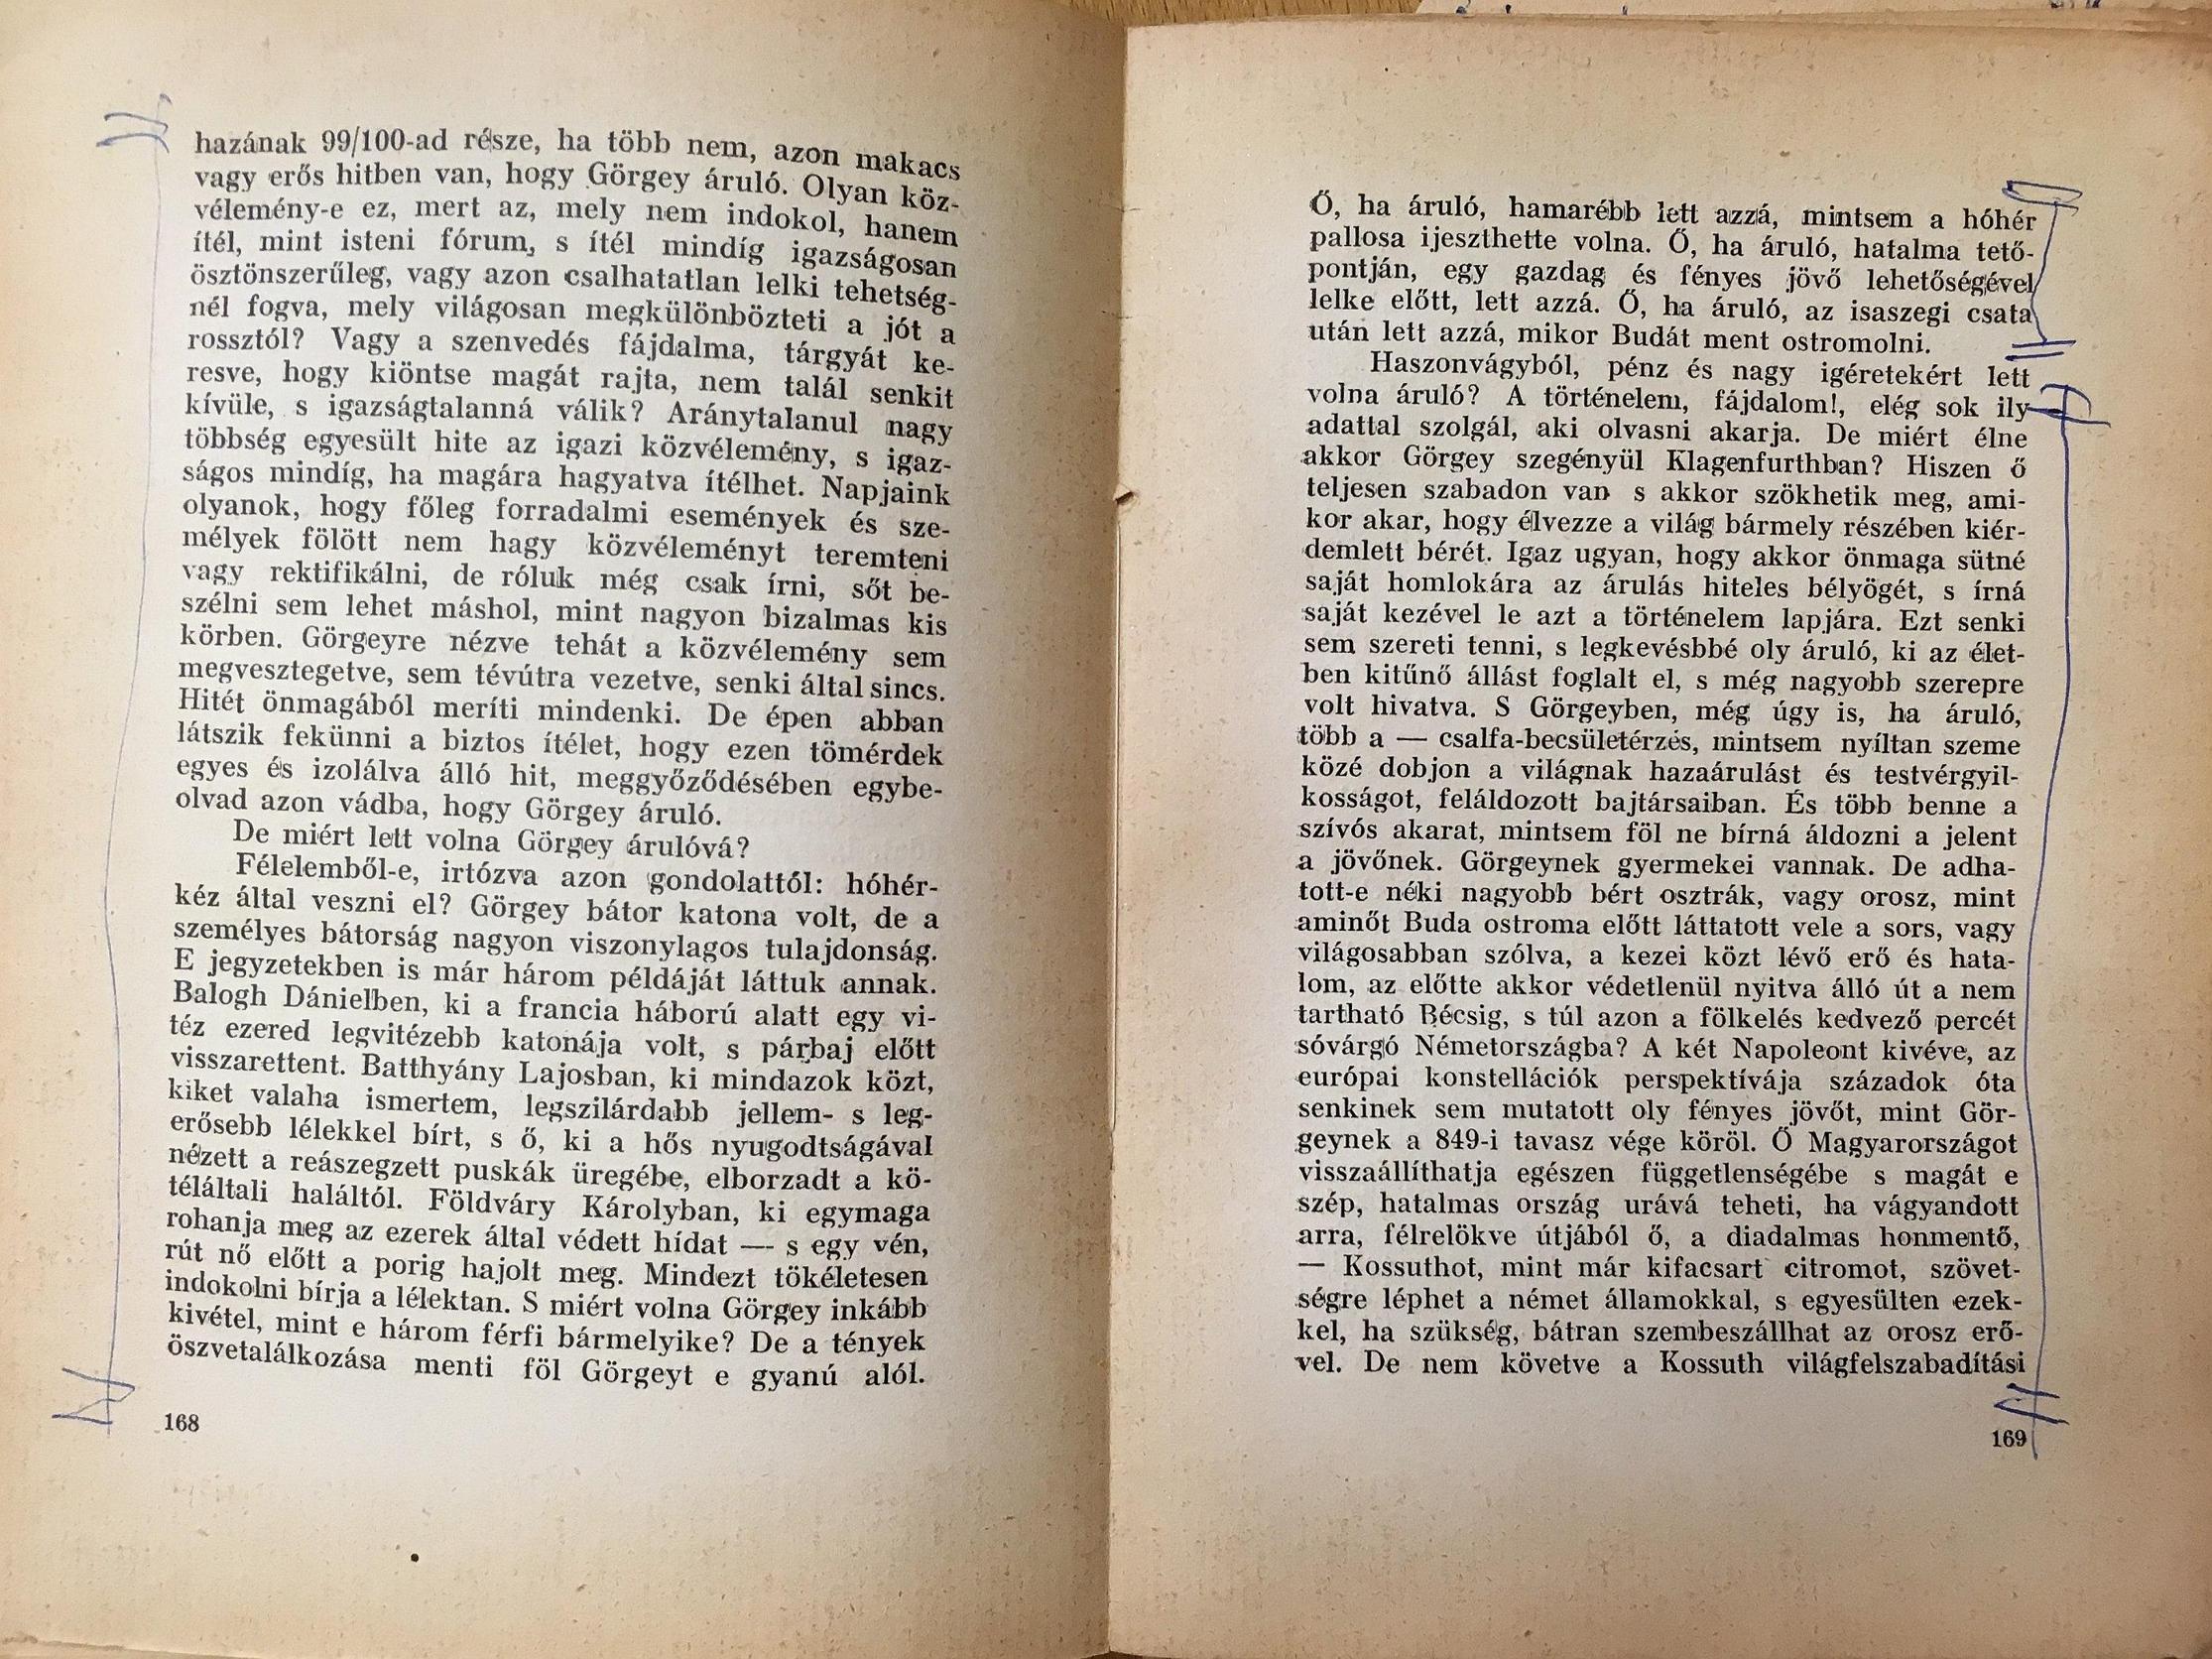 hazának 99/100-ad része, ha több nem, azon makacs
vagy erős hitben van, hogy Görgey áruló. Olyan köz-
vélemény-e ez, mert az, mely nem indokol, hanem
ítél, mint isteni fórum, s ítél mindíg igazságosan
ösztönszerűleg, vagy azon csalhatatlan lelki tehetség-
nél fogva, mely világosan megkülönbözteti a jót a
rossztól? Vagy a szenvedés fájdalma, tárgyát ke-
resve, hogy kiöntse magát rajta, nem talál senkit
kívüle, s igazságtalanná válik? Aránytalanul nagy
többség egyesült hite az igazi közvélemény, s igaz-
ságos mindíg, ha magára hagyatva ítélhet. Napjaink
olyanok, hogy főleg forradalmi események és sze-
mélyek fölött nem hagy közvéleményt teremteni
vagy rektifikálni, de róluk még csak írni, sőt be-
szélni sem lehet máshol, mint nagyon bizalmas kis
körben. Görgeyre nézve tehát a közvélemény sem
megvesztegetve, sem tévútra vezetve, senki által sincs.
Hitét önmagából meríti mindenki. De épen abban
látszik fekünni a biztos ítélet, hogy ezen tömérdek
egyes és izolálva álló hit, meggyőződésében egybe-
olvad azon vádba, hogy Görgey áruló.
De miért lett volna Görgey árulóvá?
Félelemből-e, irtózva azon gondolattól: hóhér-
kéz által veszni el? Görgey bátor katona volt, de a
személyes bátorság nagyon viszonylagos tulajdonság.
E jegyzetekben is már három példáját láttuk annak.
Balogh Dánielben, ki a francia háború alatt egy vi-
téz ezered legvitézebb katonája volt, s párbaj előtt
visszarettent. Batthyány Lajosban, ki mindazok közt,
kiket valaha ismertem, legszilárdabb jellem- s leg-
erősebb lélekkel bírt, s ő, ki a hős nyugodtságával
nézett a reászegzett puskák üregébe, elborzadt a kö-
téláltali haláltól. Földváry Károlyban, ki egymaga
rohanja meg az ezerek által védett hídat — s egy vén,
rút nő előtt a porig hajolt meg. Mindezt tökéletesen
indokolni bírja a lélektan. S miért volna Görgey inkább
kivétel, mint e három férfi bármelyike? De a tények
öszvetalálkozása menti föl Görgeyt e gyanú alól.
168
Ő, ha áruló, hamarébb lett azzá, mintsem a hóhér
pallosa ijeszthette volna. Ő, ha áruló, hatalma tető-
pontján, egy gazdag és fényes jövő lehetőségével
lelke előtt, lett azzá. Ő, ha áruló, az isaszegi csata
után lett azzá, mikor Budát ment ostromolni.
Haszonvágyból, pénz és nagy igéretekért lett
volna áruló? A történelem, fájdalom!, elég sok ily
adattal szolgál, aki olvasni akarja. De miért élne
akkor Görgey szegényül Klagenfurthban? Hiszen ő
teljesen szabadon van s akkor szökhetik meg, ami-
kor akar, hogy élvezze a világ bármely részében kiér-
demlett bérét. Igaz ugyan, hogy akkor önmaga sütné
saját homlokára az árulás hiteles bélyögét, s írná
saját kezével le azt a történelem lapjára. Ezt senki
sem szereti tenni, s legkevésbbé oly áruló, ki az élet-
ben kitűnő állást foglalt el, s még nagyobb szerepre
volt hivatva. S Görgeyben, még úgy is, ha áruló,
több a — csalfa-becsületérzés, mintsem nyíltan szeme
közé dobjon a világnak hazaárulást és testvérgyil-
kosságot, feláldozott bajtársaiban. És több benne a
szívós akarat, mintsem föl ne bírná áldozni a jelent
a jövőnek. Görgeynek gyermekei vannak. De adha-
tott-e néki nagyobb bért osztrák, vagy orosz, mint
aminőt Buda ostroma előtt láttatott vele a sors, vagy
világosabban szólva, a kezei közt lévő erő és hata-
lom, az előtte akkor védetlenül nyitva álló út a nem
tartható Bécsig, s túl azon a fölkelés kedvező percét
sóvárgó Németországba? A két Napoleont kivéve, az
európai konstellációk perspektívája századok óta
senkinek sem mutatott oly fényes jövőt, mint Gör-
geynek a 849-i tavasz vége köröl. Ő Magyarországot
visszaállíthatja egészen függetlenségébe s magát e
szép, hatalmas ország urává teheti, ha vágyandott
arra, félrelökve útjából ő, a diadalmas honmentő,
— Kossuthot, mint már kifacsart citromot, szövet-
ségre léphet a német államokkal, s egyesülten ezek-
kel, ha szükség, bátran szembeszállhat az orosz erő-
vel. De nem követve a Kossuth világfelszabadítási
169